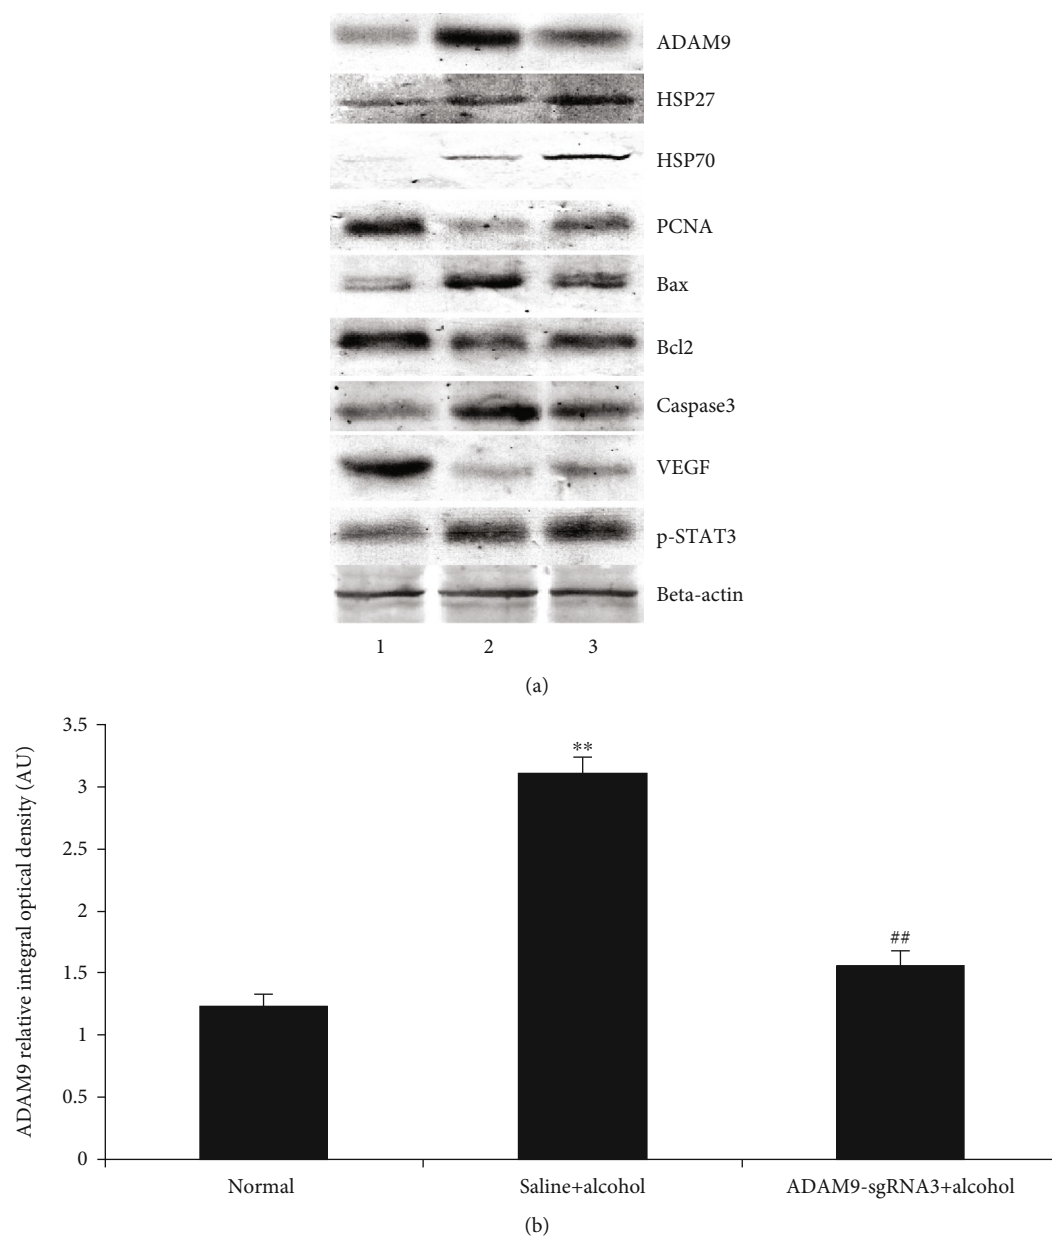 ADAM9
HSP27
HSP70
PCNA
Bax
Bcl2
Caspase3
VEGF
p-STAT3
Beta-actin
1 2 3
(a)
ADAM9 relative integral optical density (AU)
3.5
3
2.5
2
1.5
1
0.5
0
**
##
Normal Saline+alcohol ADAM9-sgRNA3+alcohol
(b)